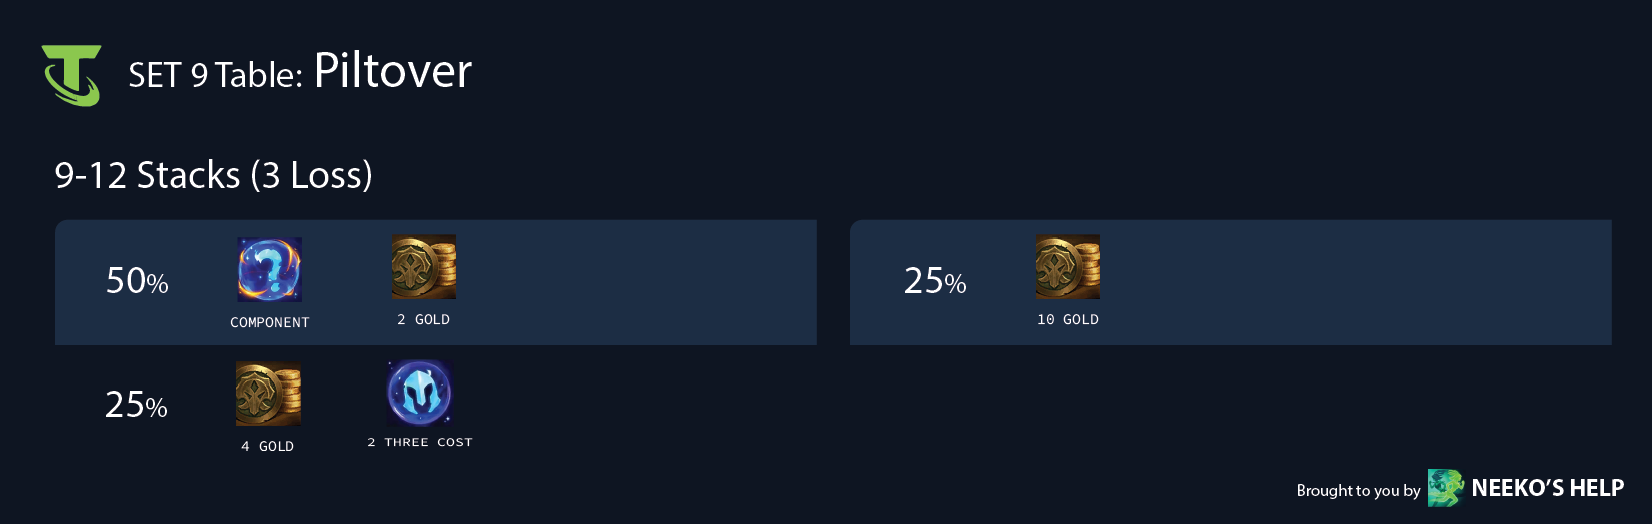 SET 9 Table: Piltover
9-12 Stacks (3 Loss)
50%
COMPONENT
2 GOLD
25%
10 GOLD
25%
4 GOLD
2 THREE COST
Brought to you by NEEKO'S HELP